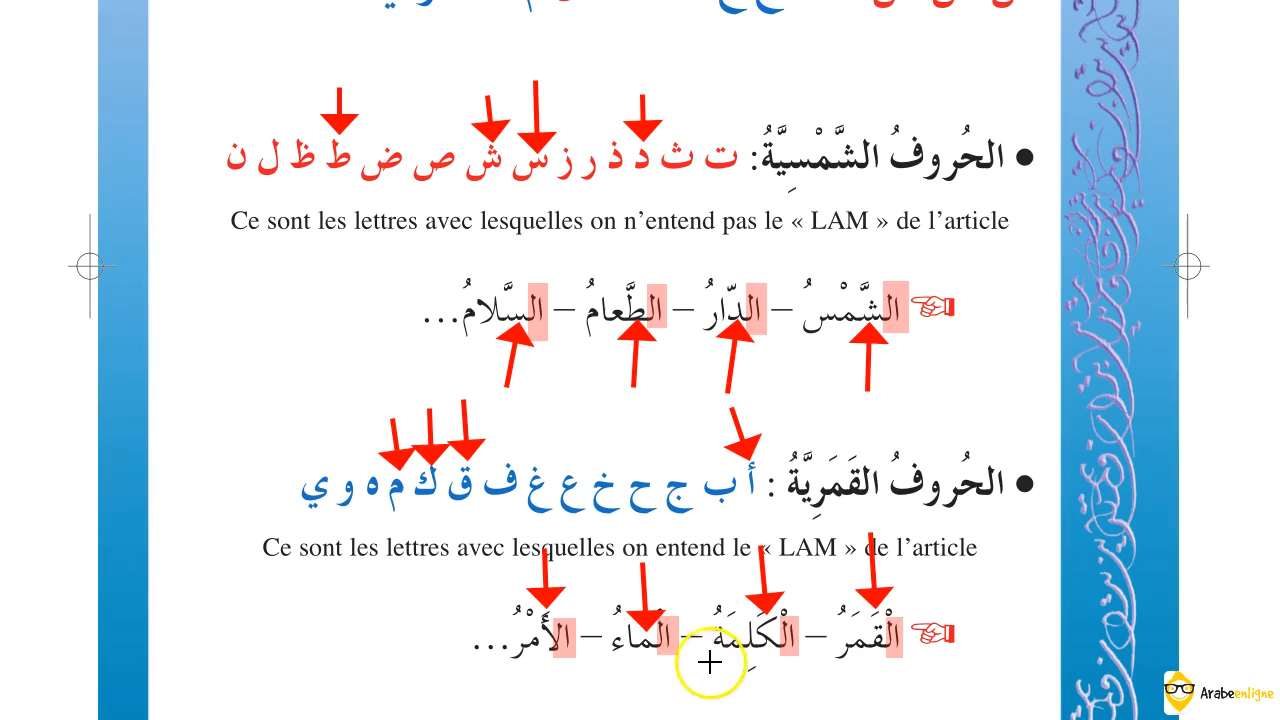 ● الحُروفُ الشَّمْسِيَّةُ: ت ث د ذ ر ز س ش ص ض ط ظ ل ن
Ce sont les lettres avec lesquelles on n’entend pas le « LAM » de l’article
الشَّمْسُ – الدّارُ – الطَّعامُ – السَّلامُ...
● الحُروفُ القَمَرِيَّةُ : أ ب ج ح خ ع غ ف ق ك م ه و ي
Ce sont les lettres avec lesquelles on entend le « LAM » de l’article
الْقَمَرُ – الْكَلِمَةُ – الْماءُ – الأَمْرُ...
Arabeenligne